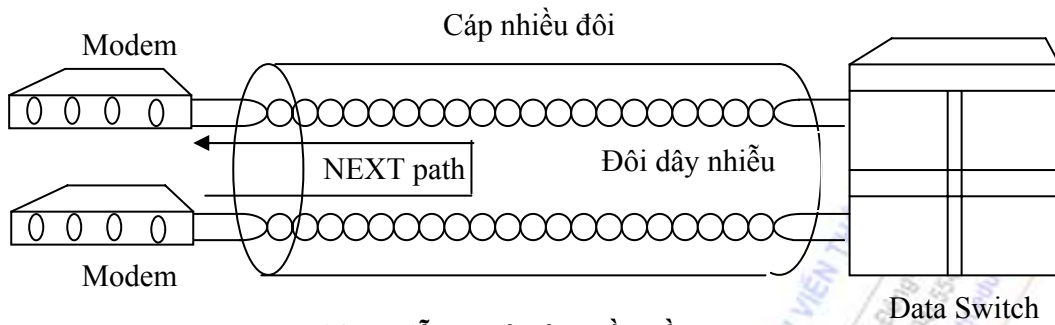 Cáp nhiều đôi
Modem
NEXT path
Đôi dây nhiễu
Modem
Data Switch